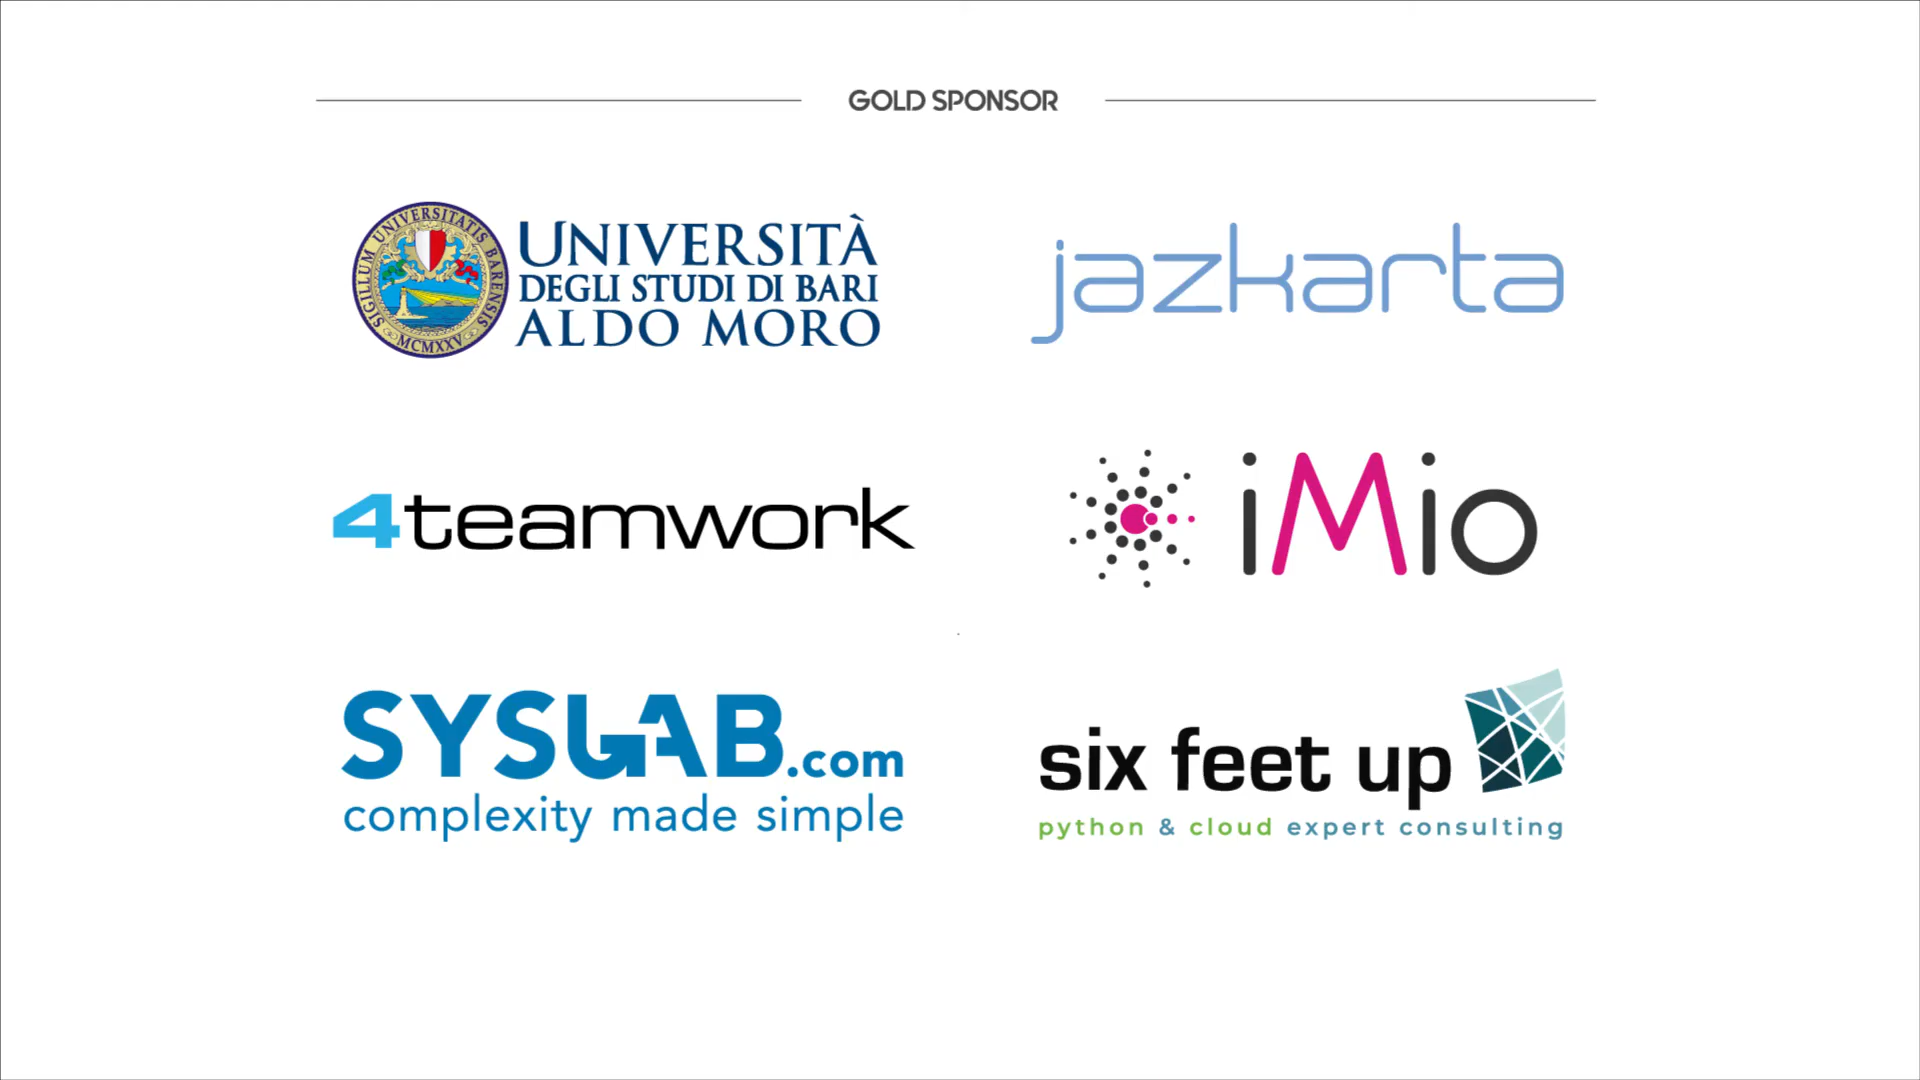 GOLD SPONSOR
SIGILLUM UNIVERSITATIS BARENSIS
MCMXXV
UNIVERSITÀ
DEGLI STUDI DI BARI
ALDO MORO
jazkarta
4teamwork
iMio
SYSLAB.com
complexity made simple
six feet up
python & cloud expert consulting